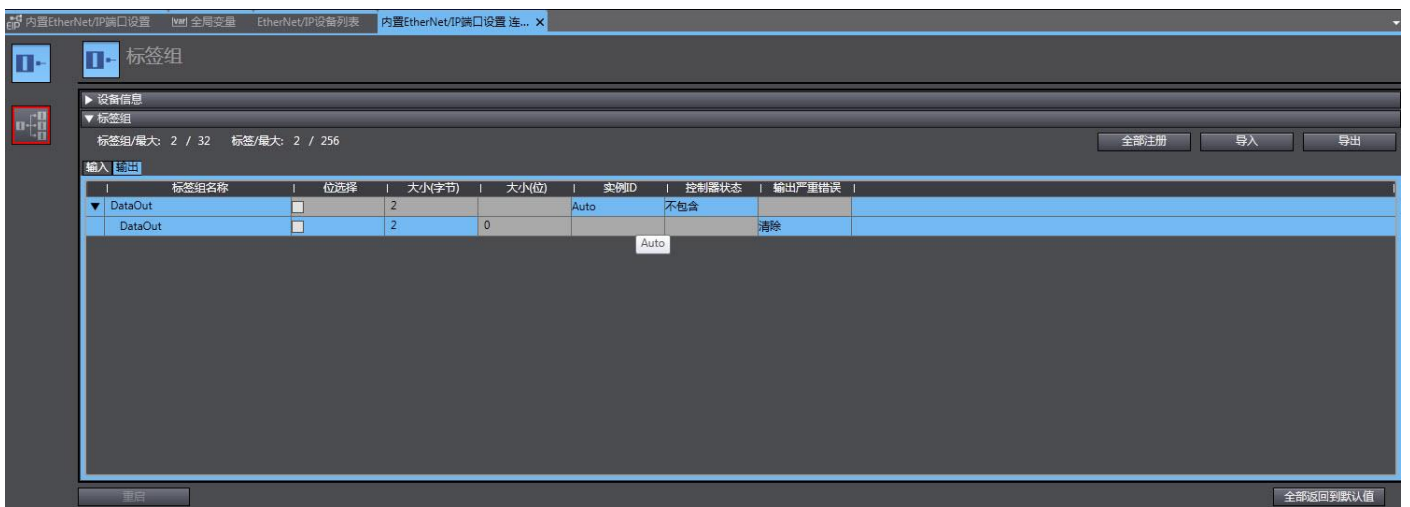 内置EtherNet/IP端口设置 全局变量 EtherNet/IP设备列表 内置EtherNet/IP端口设置 连... X
标签组
设备信息
标签组
标签组/最大: 2 / 32 标签/最大: 2 / 256 全部注册 导入 导出
输入 输出
标签组名称 位选择 大小(字节) 大小(位) 实例ID 控制器状态 输出严重错误
DataOut 2 Auto 不包含
DataOut 2 0 清除
Auto
重启 全部返回到默认值